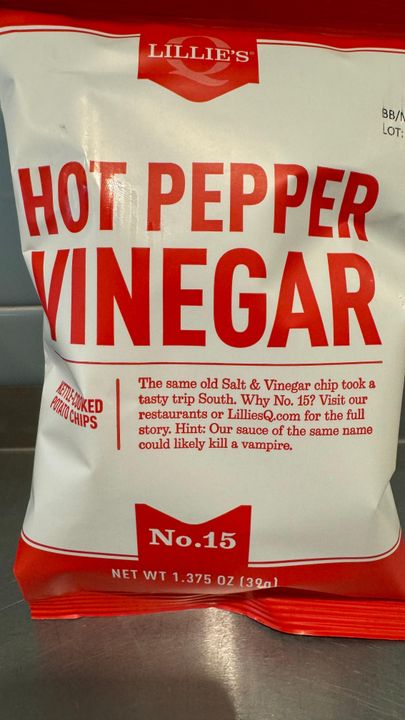 LILLIE'S®
Q
BB/
LOT:
HOT PEPPER
VINEGAR
KETTLE-COOKED
POTATO CHIPS
The same old Salt & Vinegar chip took a
tasty trip South. Why No. 15? Visit our
restaurants or LilliesQ.com for the full
story. Hint: Our sauce of the same name
could likely kill a vampire.
No.15
NET WT 1.375 OZ (39g)